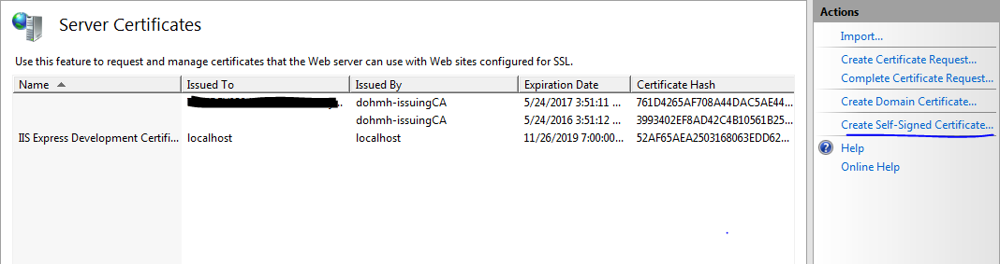 Server Certificates
Use this feature to request and manage certificates that the Web server can use with Web sites configured for SSL.
Name Issued To Issued By Expiration Date Certificate Hash
dohmh-issuingCA 5/24/2017 3:51:11 ... 761D4265AF708A44DAC5AE44...
dohmh-issuingCA 5/24/2016 3:51:12 ... 3993402EF8AD42C4B10561B25...
IIS Express Development Certifi... localhost localhost 11/26/2019 7:00:00... 52AF65AEA2503168063EDD62...
Actions
Import...
Create Certificate Request...
Complete Certificate Request...
Create Domain Certificate...
Create Self-Signed Certificate...
Help
Online Help